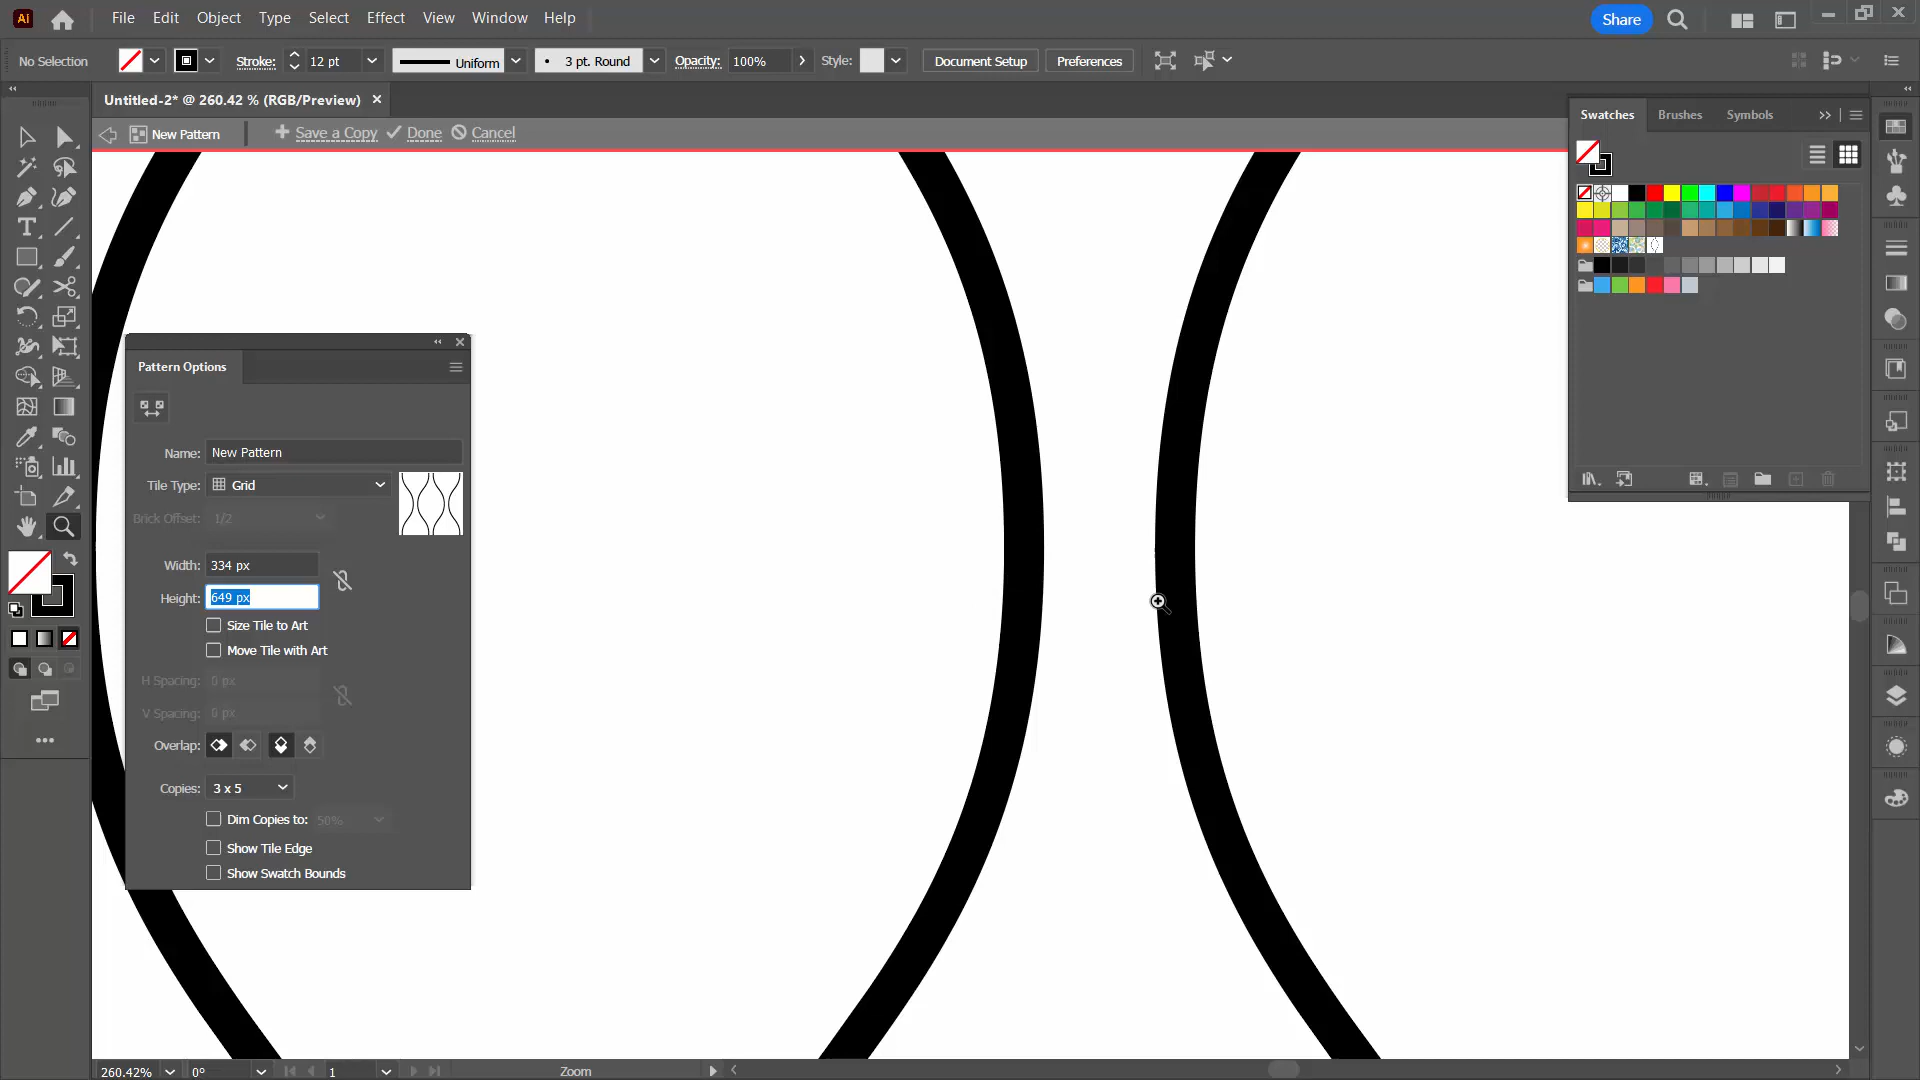 Ai File Edit Object Type Select Effect View Window Help Share
No Selection Stroke: 12 pt Uniform 3 pt. Round Opacity: 100% Style: Document Setup Preferences
Untitled-2* @ 260.42 % (RGB/Preview)
New Pattern Save a Copy Done Cancel
Swatches Brushes Symbols
Pattern Options
Name: New Pattern
Tile Type: Grid
Brick Offset: 1/2
Width: 334 px
Height: 649 px
Size Tile to Art
Move Tile with Art
H Spacing: 0 px
V Spacing: 0 px
Overlap:
Copies: 3 x 5
Dim Copies to: 50%
Show Tile Edge
Show Swatch Bounds
260.42% 0° 1 Zoom